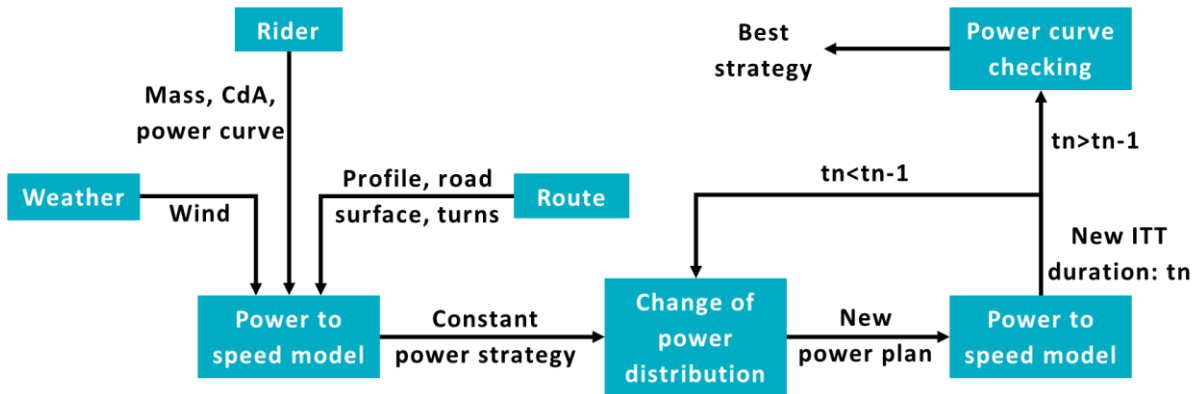 Rider
Mass, CdA,
power curve
Weather
Wind
Profile, road
surface, turns
Route
Power to
speed model
Constant
power strategy
Change of
power
distribution
New
power plan
Power to
speed model
New ITT
duration: tn
tn<tn-1
tn>tn-1
Power curve
checking
Best
strategy